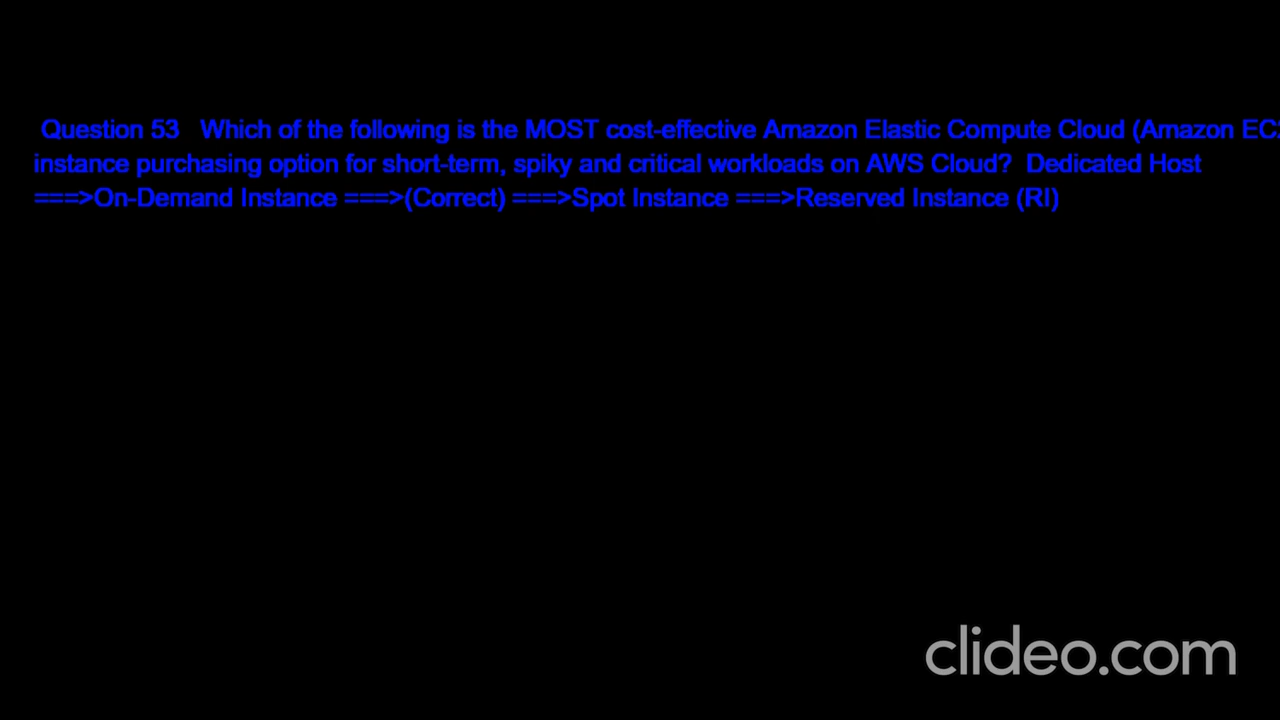 Question 53 Which of the following is the MOST cost-effective Amazon Elastic Compute Cloud (Amazon
instance purchasing option for short-term, spiky and critical workloads on AWS Cloud? Dedicated Host
===>On-Demand Instance ===>(Correct) ===>Spot Instance ===>Reserved Instance (RI)
clideo.com